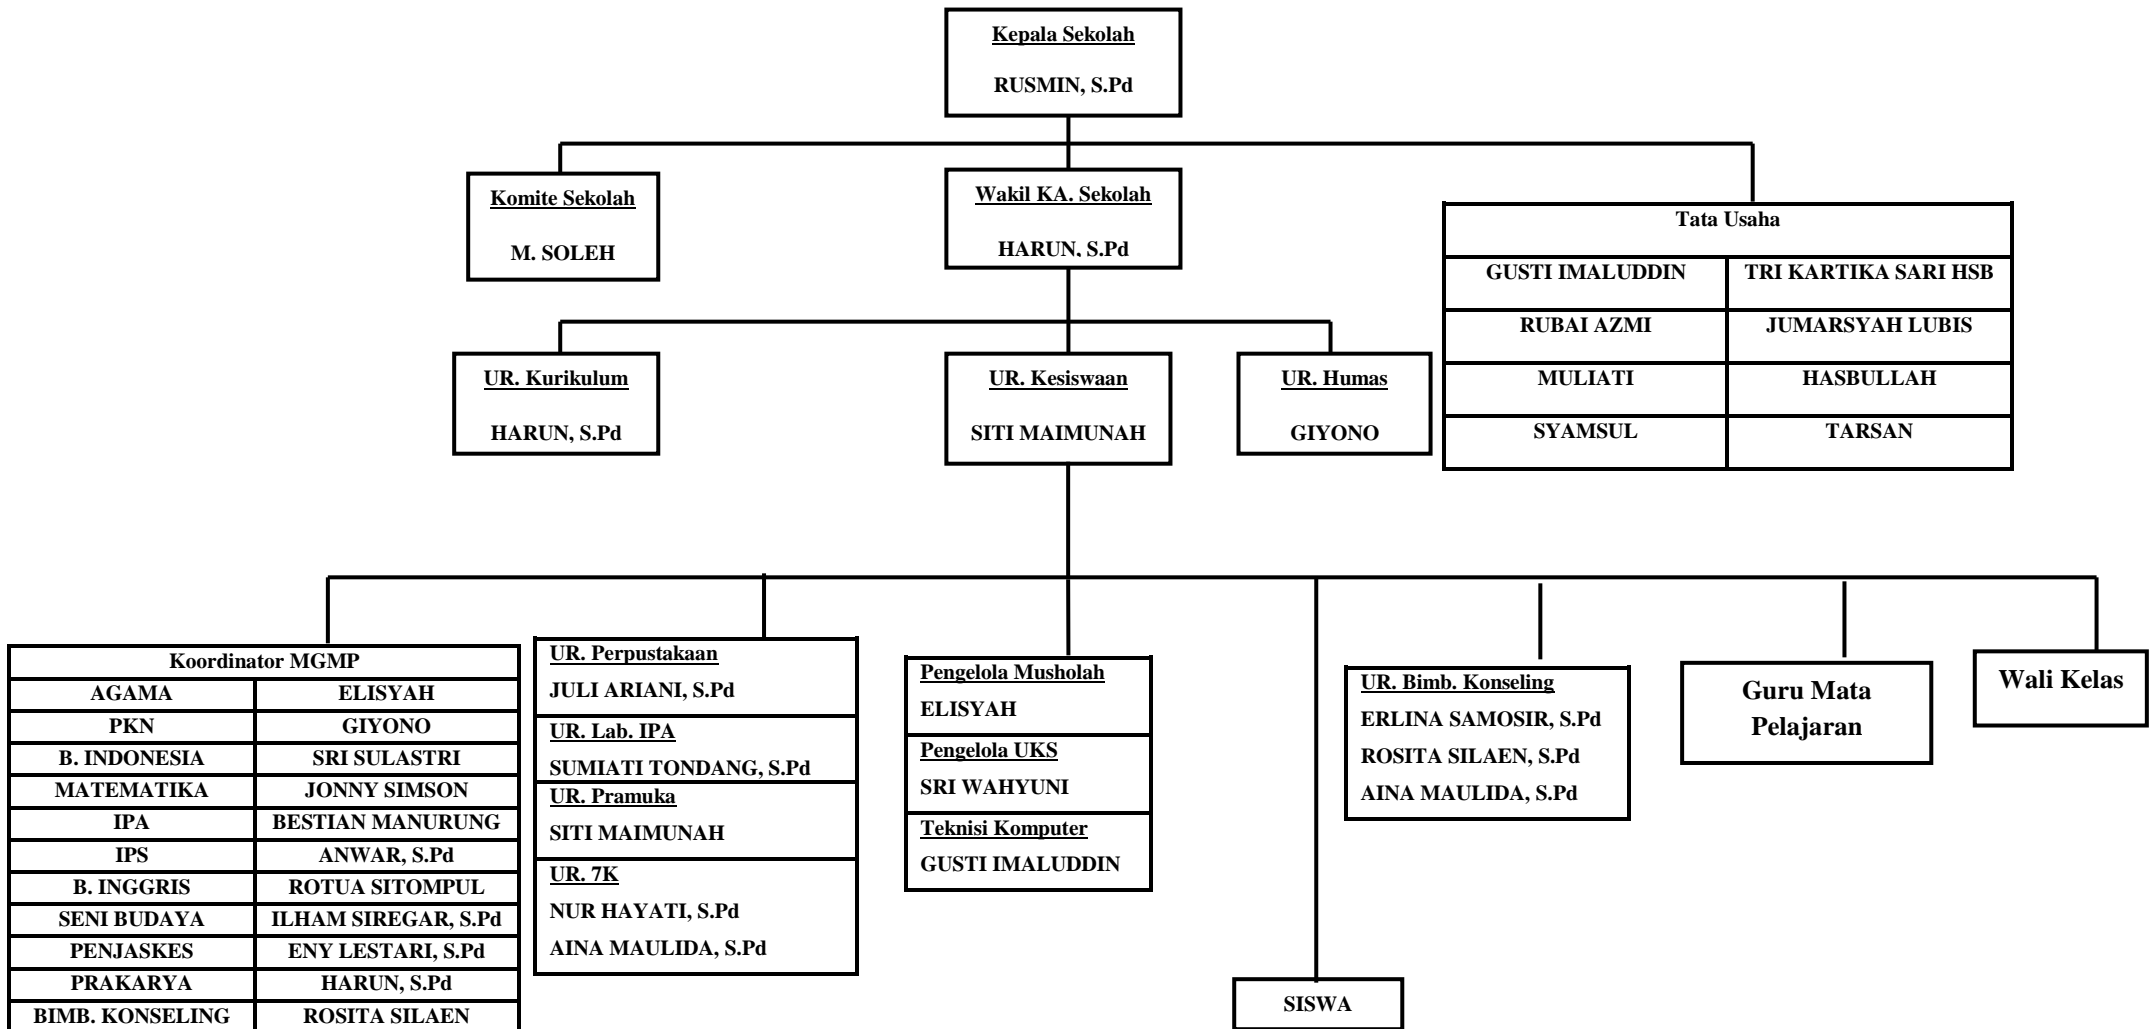 Kepala Sekolah
RUSMIN, S.Pd
Komite Sekolah
M. SOLEH
Wakil KA. Sekolah
HARUN, S.Pd
Tata Usaha
GUSTI IMALUDDIN TRI KARTIKA SARI HSB
RUBAI AZMI JUMARSYAH LUBIS
MULIATI HASBULLAH
SYAMSUL TARSAN
UR. Kurikulum
HARUN, S.Pd
UR. Kesiswaan
SITI MAIMUNAH
UR. Humas
GIYONO
Koordinator MGMP
AGAMA ELISYAH
PKN GIYONO
B. INDONESIA SRI SULASTRI
MATEMATIKA JONNY SIMSON
IPA BESTIAN MANURUNG
IPS ANWAR, S.Pd
B. INGGRIS ROTUA SITOMPUL
SENI BUDAYA ILHAM SIREGAR, S.Pd
PENJASKES ENY LESTARI, S.Pd
PRAKARYA HARUN, S.Pd
BIMB. KONSELING ROSITA SILAEN
UR. Perpustakaan
JULI ARIANI, S.Pd
UR. Lab. IPA
SUMIATI TONDANG, S.Pd
UR. Pramuka
SITI MAIMUNAH
UR. 7K
NUR HAYATI, S.Pd
AINA MAULIDA, S.Pd
Pengelola Musholah
ELISYAH
Pengelola UKS
SRI WAHYUNI
Teknisi Komputer
GUSTI IMALUDDIN
SISWA
UR. Bimb. Konseling
ERLINA SAMOSIR, S.Pd
ROSITA SILAEN, S.Pd
AINA MAULIDA, S.Pd
Guru Mata
Pelajaran
Wali Kelas